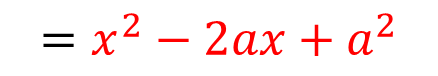 = x² − 2ax + a²